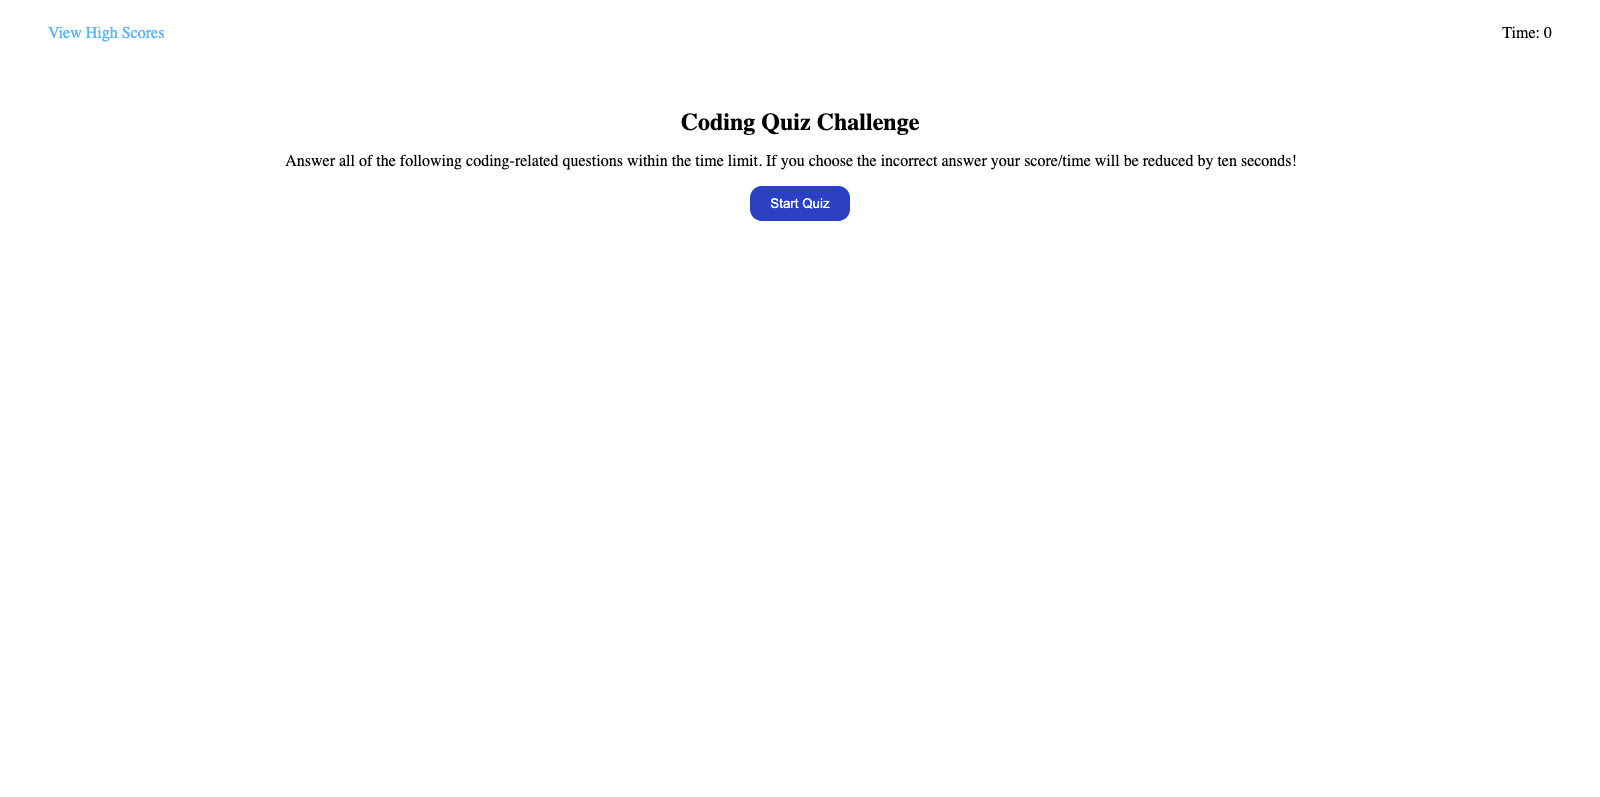 View High Scores
Time: 0
Coding Quiz Challenge
Answer all of the following coding-related questions within the time limit. If you choose the incorrect answer your score/time will be reduced by ten seconds!
Start Quiz